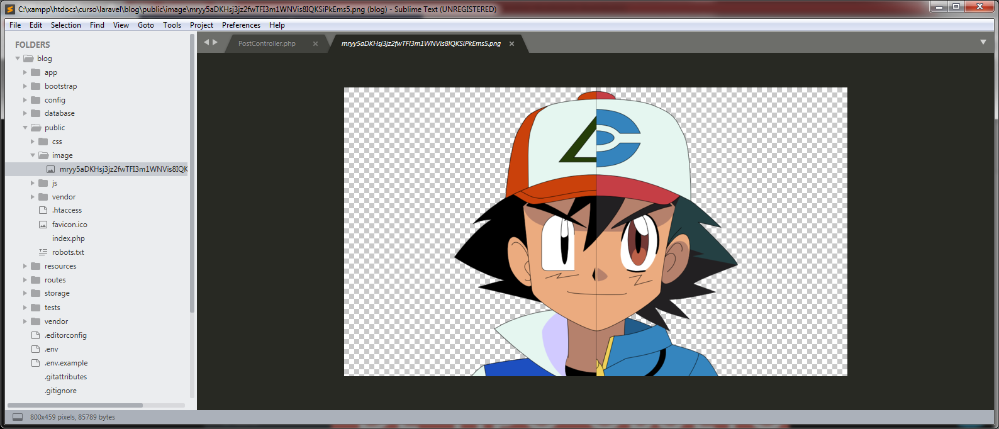 C:\xampp\htdocs\curso\laravel\blog\public\image\mryy5aDKHsj3jz2fwTFI3m1WNVis8IQKSiPkEms5.png (blog) - Sublime Text (UNREGISTERED)
File Edit Selection Find View Goto Tools Project Preferences Help
PostController.php mryy5aDKHsj3jz2fwTFI3m1WNVis8IQKSiPkEms5.png
FOLDERS
blog
app
bootstrap
config
database
public
css
image
mryy5aDKHsj3jz2fwTFI3m1WNVis8IQK
js
vendor
.htaccess
favicon.ico
index.php
robots.txt
resources
routes
storage
tests
vendor
.editorconfig
.env
.env.example
.gitattributes
.gitignore
800x459 pixels, 85789 bytes